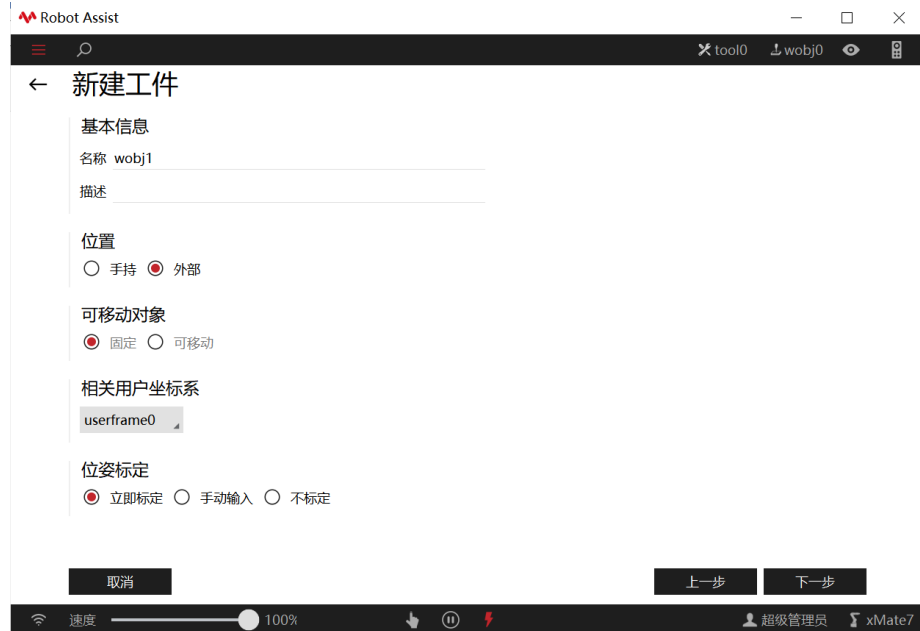 Robot Assist
tool0 wobj0
新建工件
基本信息
名称 wobj1
描述
位置
手持 外部
可移动对象
固定 可移动
相关用户坐标系
userframe0
位姿标定
立即标定 手动输入 不标定
取消 上一步 下一步
速度 100% 超级管理员 xMate7